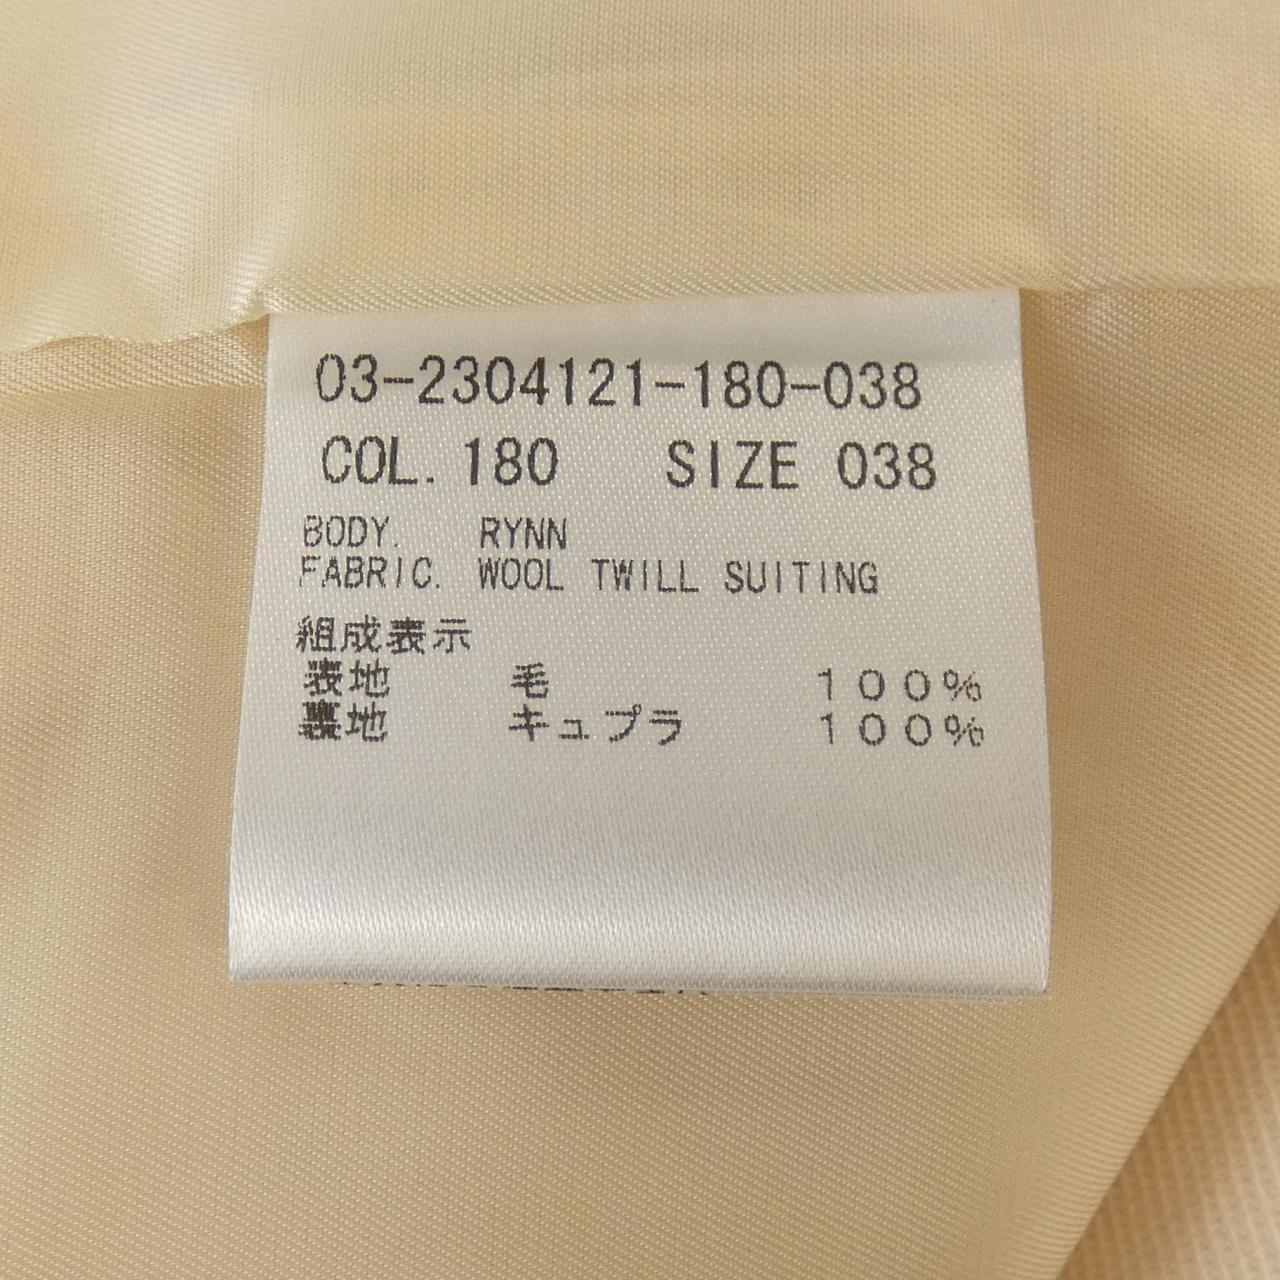 03-2304121-180-038
COL. 180 SIZE 038
BODY. RYNN
FABRIC. WOOL TWILL SUITING
組成表示
表地 毛 １００％
裏地 キュプラ １００％